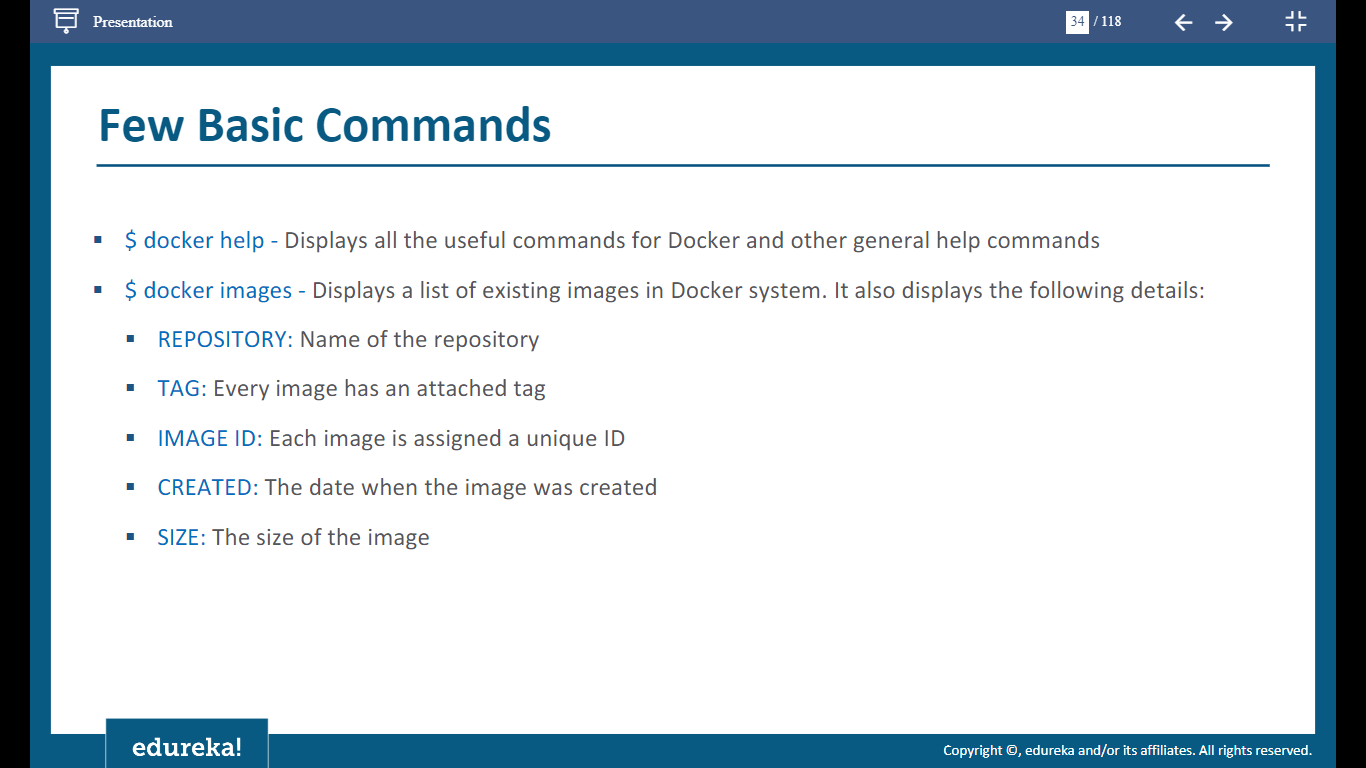 Presentation
34 / 118
Few Basic Commands
▪ $ docker help - Displays all the useful commands for Docker and other general help commands
▪ $ docker images - Displays a list of existing images in Docker system. It also displays the following details:
▪ REPOSITORY: Name of the repository
▪ TAG: Every image has an attached tag
▪ IMAGE ID: Each image is assigned a unique ID
▪ CREATED: The date when the image was created
▪ SIZE: The size of the image
edureka!
Copyright ©, edureka and/or its affiliates. All rights reserved.